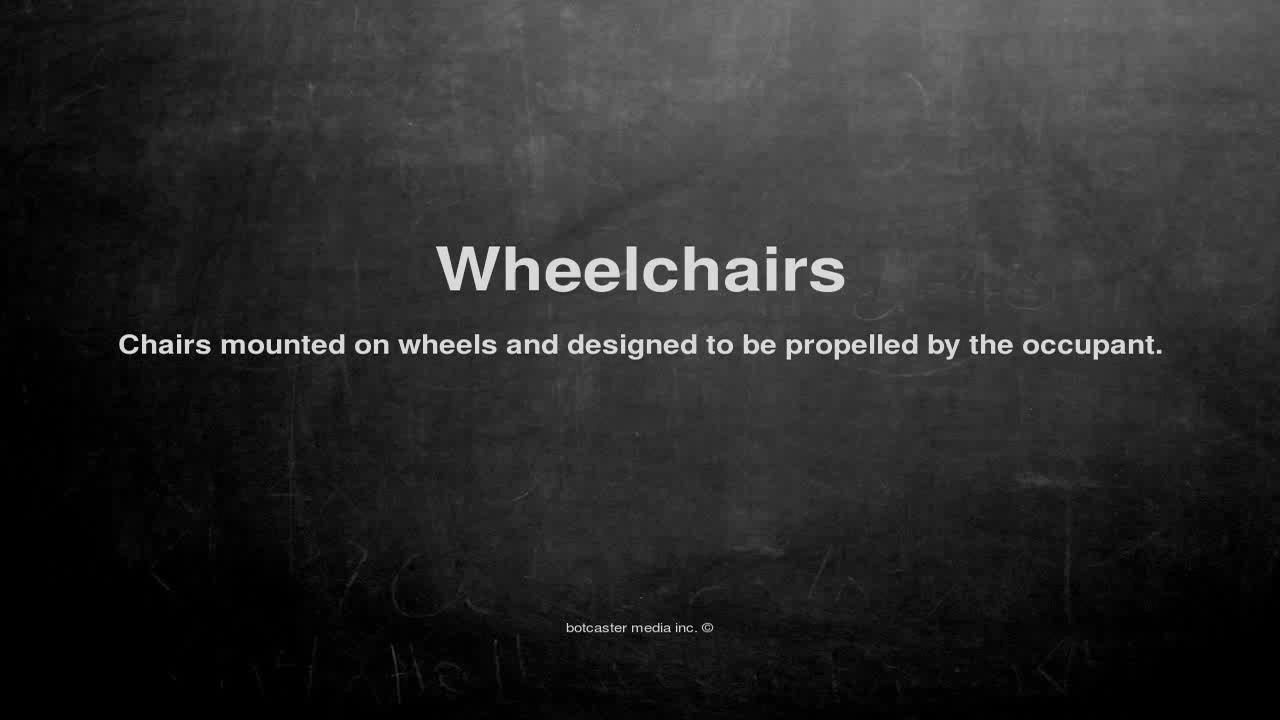 Wheelchairs
Chairs mounted on wheels and designed to be propelled by the occupant.
botcaster media inc. ©